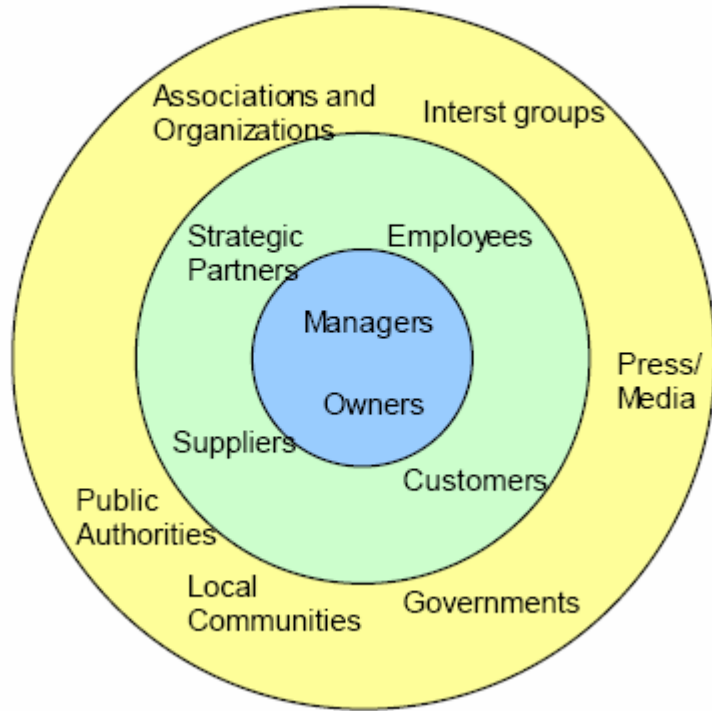 Associations and
Organizations
Interst groups
Strategic
Partners
Employees
Managers
Owners
Press/
Media
Suppliers
Customers
Public
Authorities
Local
Communities
Governments